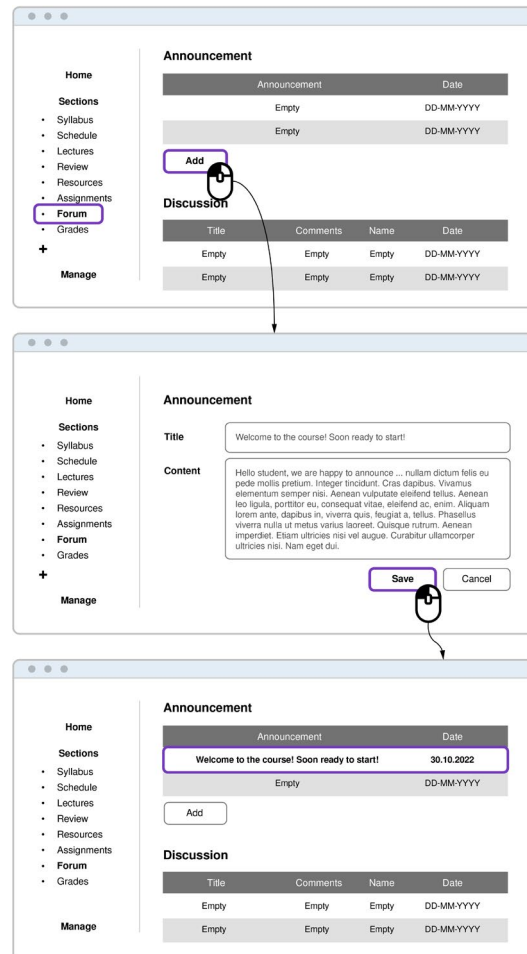 Announcement
Home
Sections
• Syllabus
• Schedule
• Lectures
• Review
• Resources
• Assignments
• Forum
• Grades
+
Manage
Announcement Date
Empty DD-MM-YYYY
Empty DD-MM-YYYY
Add
Discussion
Title Comments Name Date
Empty Empty Empty DD-MM-YYYY
Empty Empty Empty DD-MM-YYYY
Home
Sections
• Syllabus
• Schedule
• Lectures
• Review
• Resources
• Assignments
• Forum
• Grades
+
Manage
Announcement
Title Welcome to the course! Soon ready to start!
Content Hello student, we are happy to announce ... nullam dictum felis eu
pede mollis pretium. Integer tincidunt. Cras dapibus. Vivamus
elementum semper nisi. Aenean vulputate eleifend tellus. Aenean
leo ligula, porttitor eu, consequat vitae, eleifend ac, enim. Aliquam
lorem ante, dapibus in, viverra quis, feugiat a, tellus. Phasellus
viverra nulla ut metus varius laoreet. Quisque rutrum. Aenean
imperdiet. Etiam ultricies nisi vel augue. Curabitur ullamcorper
ultricies nisi. Nam eget dui.
Save Cancel
Home
Sections
• Syllabus
• Schedule
• Lectures
• Review
• Resources
• Assignments
• Forum
• Grades
Manage
Announcement
Announcement Date
Welcome to the course! Soon ready to start! 30.10.2022
Empty DD-MM-YYYY
Add
Discussion
Title Comments Name Date
Empty Empty Empty DD-MM-YYYY
Empty Empty Empty DD-MM-YYYY